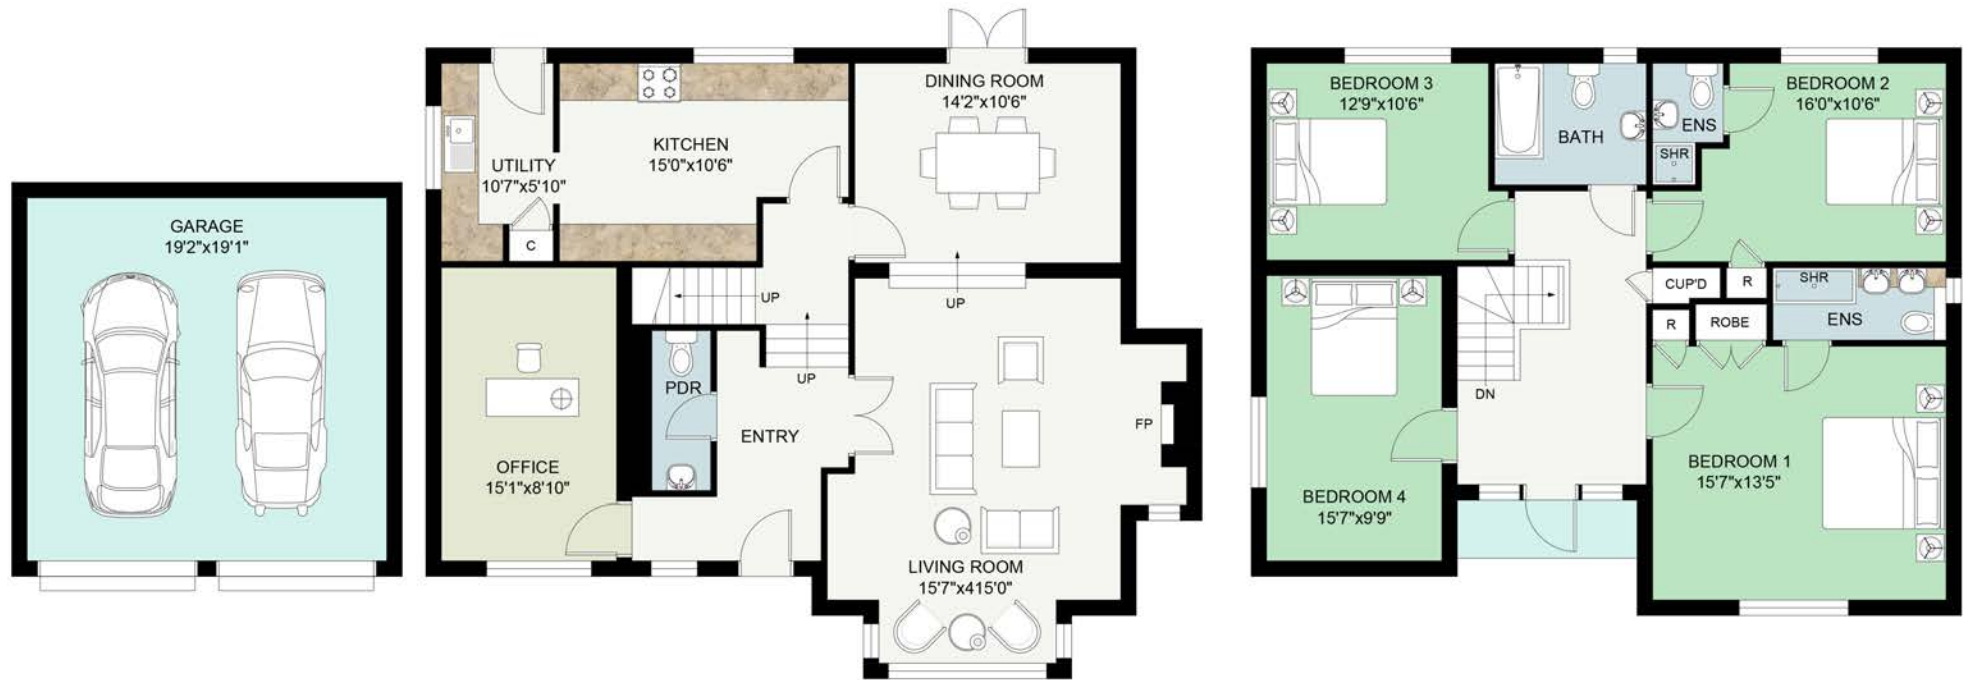 GARAGE
19'2"x19'1"
UTILITY
10'7"x5'10"
C
KITCHEN
15'0"x10'6"
DINING ROOM
14'2"x10'6"
UP
UP
UP
OFFICE
15'1"x8'10"
PDR
ENTRY
FP
LIVING ROOM
15'7"x415'0"
BEDROOM 3
12'9"x10'6"
BATH
ENS
SHR
BEDROOM 2
16'0"x10'6"
CUP'D
R
SHR
ENS
R
ROBE
DN
BEDROOM 4
15'7"x9'9"
BEDROOM 1
15'7"x13'5"